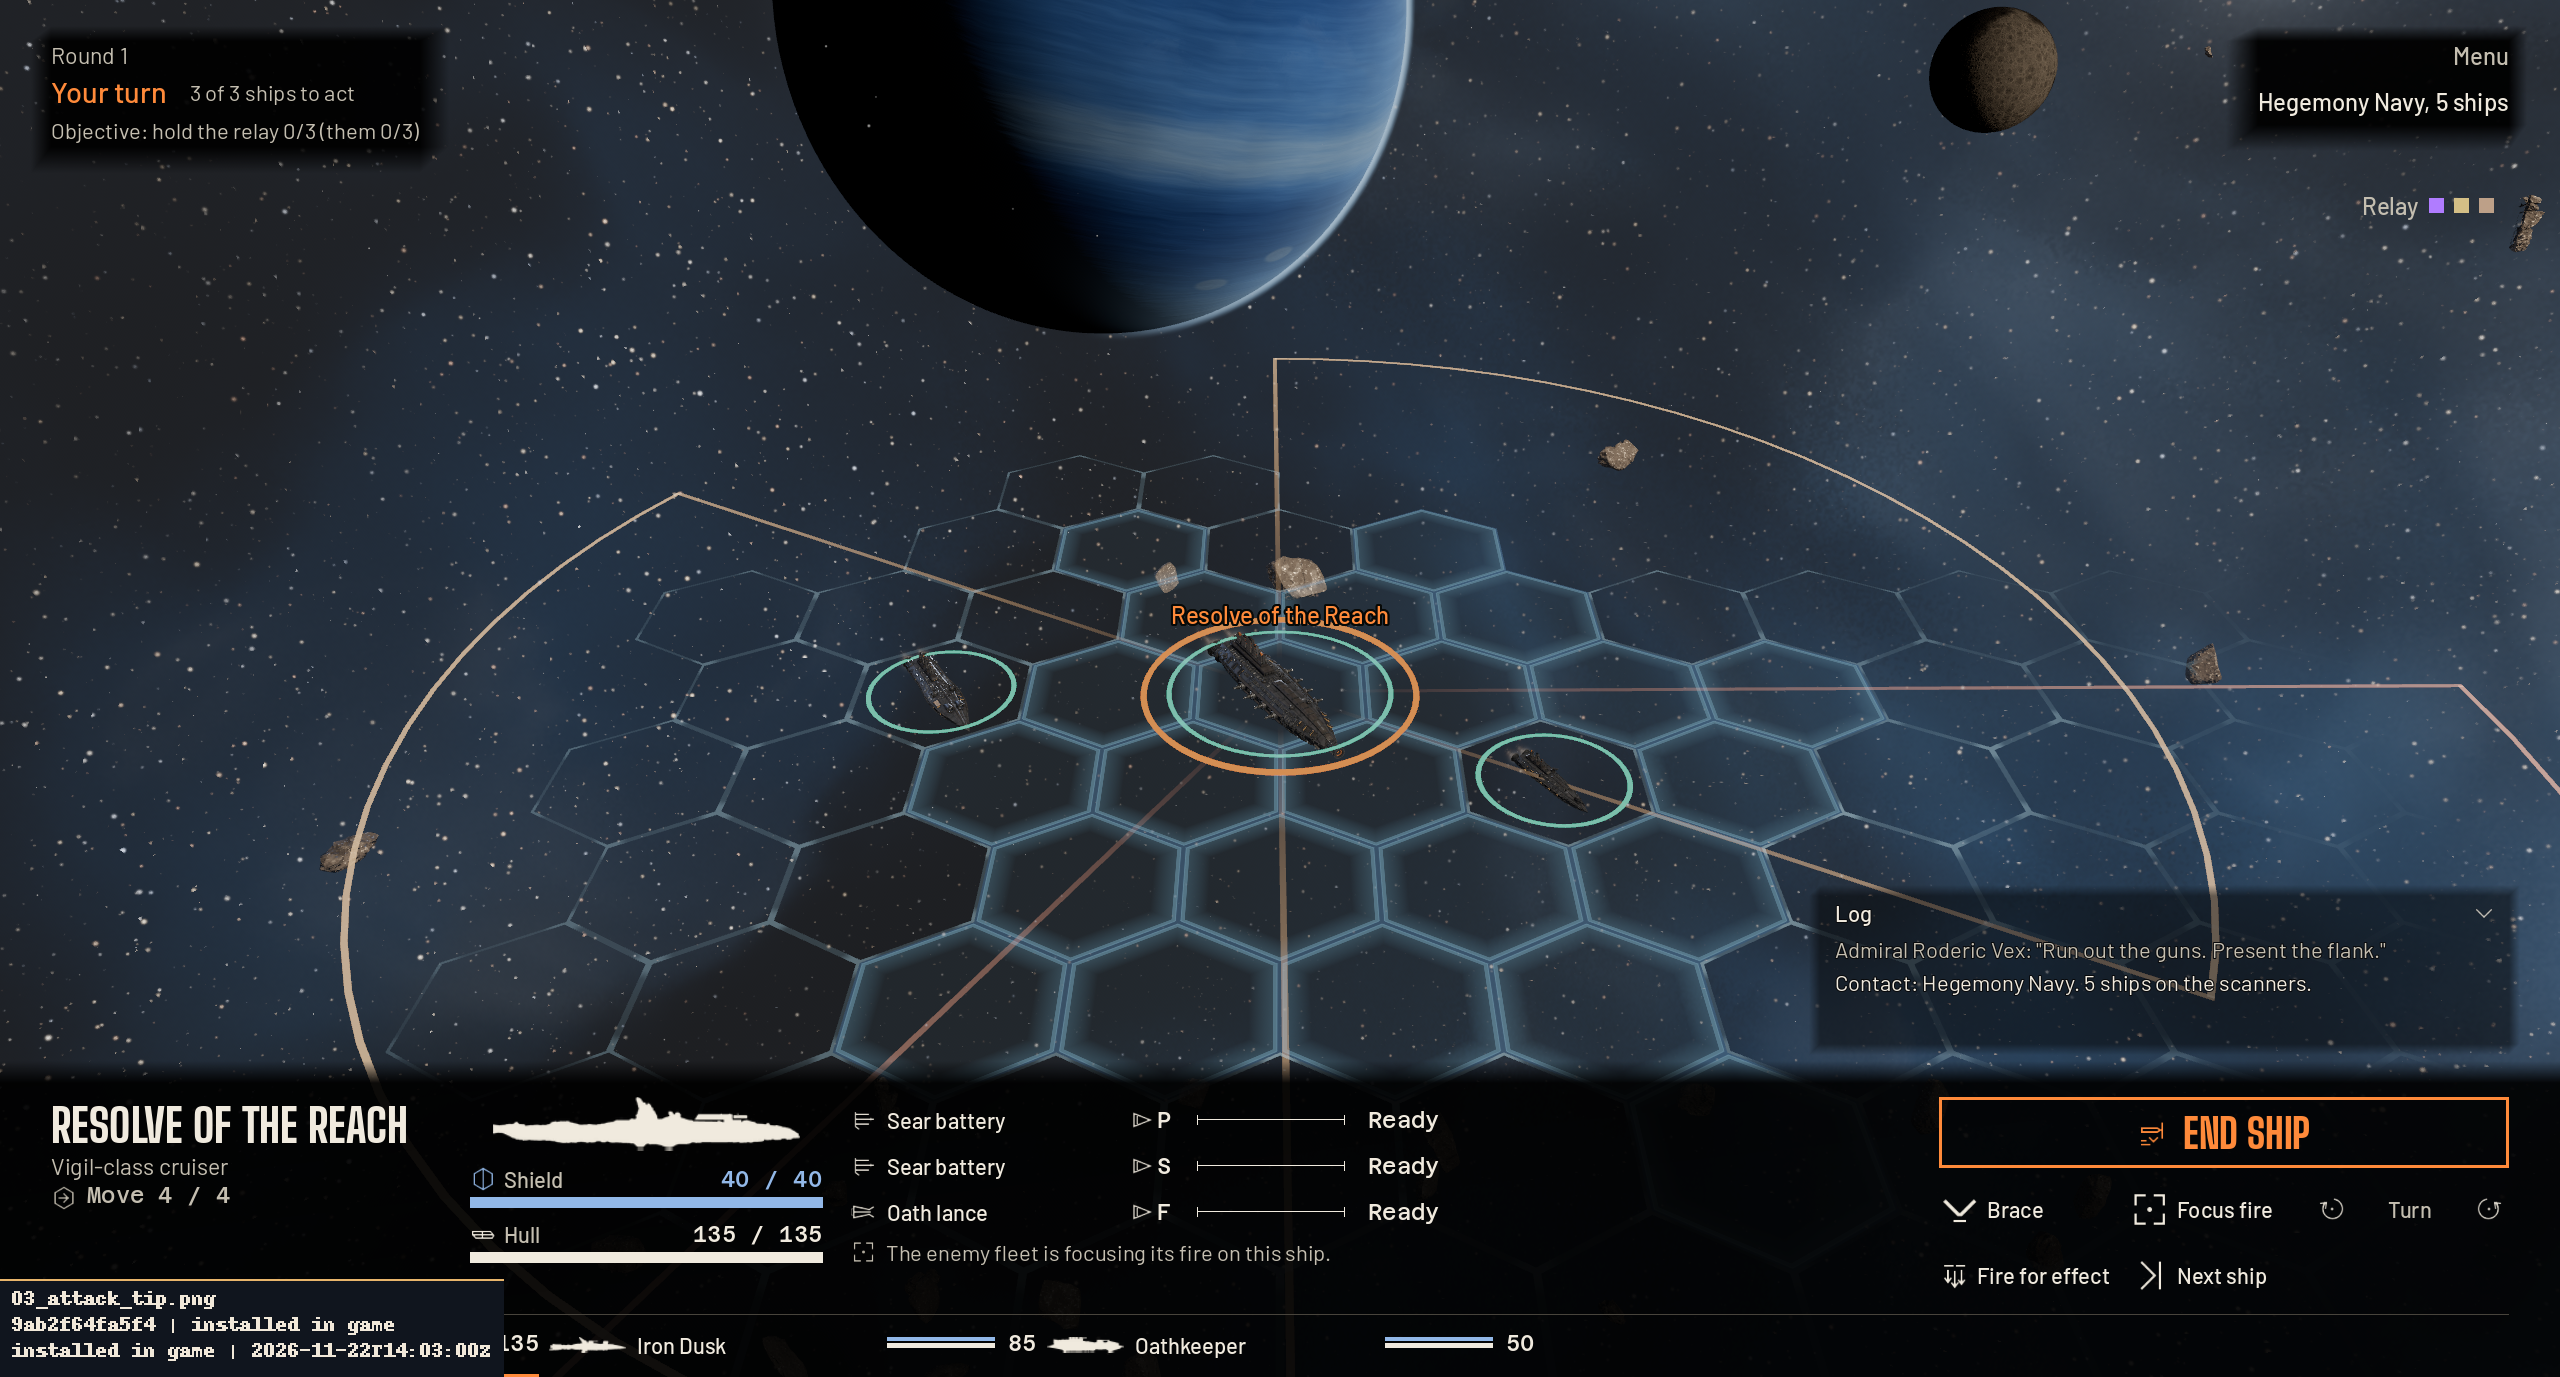 Round 1
Your turn 3 of 3 ships to act
Objective: hold the relay 0/3 (them 0/3)
Menu
Hegemony Navy, 5 ships
Relay
Resolve of the Reach
Log
Admiral Roderic Vex: "Run out the guns. Present the flank."
Contact: Hegemony Navy. 5 ships on the scanners.
RESOLVE OF THE REACH
Vigil-class cruiser
Move 4 / 4
Shield 40 / 40
Hull 135 / 135
Sear battery P Ready
Sear battery S Ready
Oath lance F Ready
The enemy fleet is focusing its fire on this ship.
END SHIP
Brace Focus fire Turn
Fire for effect Next ship
03_attack_tip.png
9ab2f64fa5f4 | installed in game
installed in game | 2026-11-22T14:03:00Z
135 Iron Dusk 85 Oathkeeper 50